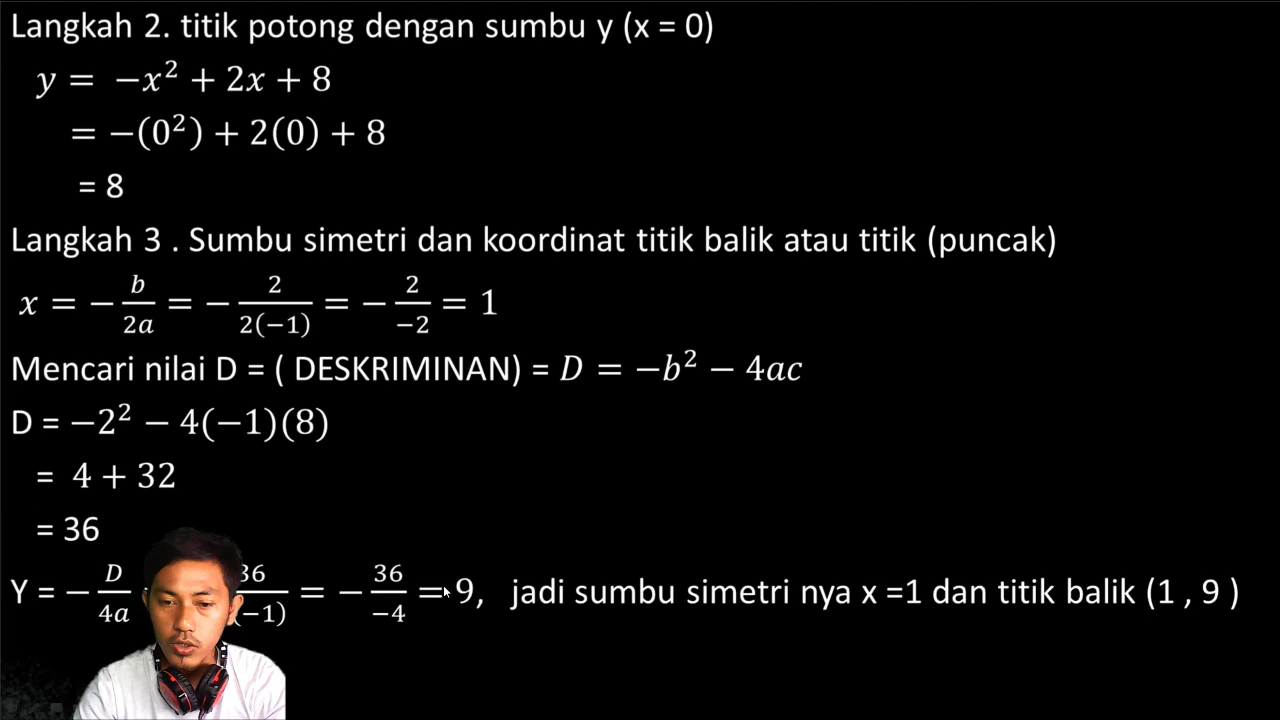 Langkah 2. titik potong dengan sumbu y (x = 0)
y = −x² + 2x + 8
= −(0²) + 2(0) + 8
= 8
Langkah 3 . Sumbu simetri dan koordinat titik balik atau titik (puncak)
x = −b/2a = −2/2(−1) = −2/−2 = 1
Mencari nilai D = ( DESKRIMINAN) = D = −b² − 4ac
D = −2² − 4(−1)(8)
= 4 + 32
= 36
Y = −D/4a 36/(−1) = −36/−4 = 9, jadi sumbu simetri nya x =1 dan titik balik (1 , 9 )